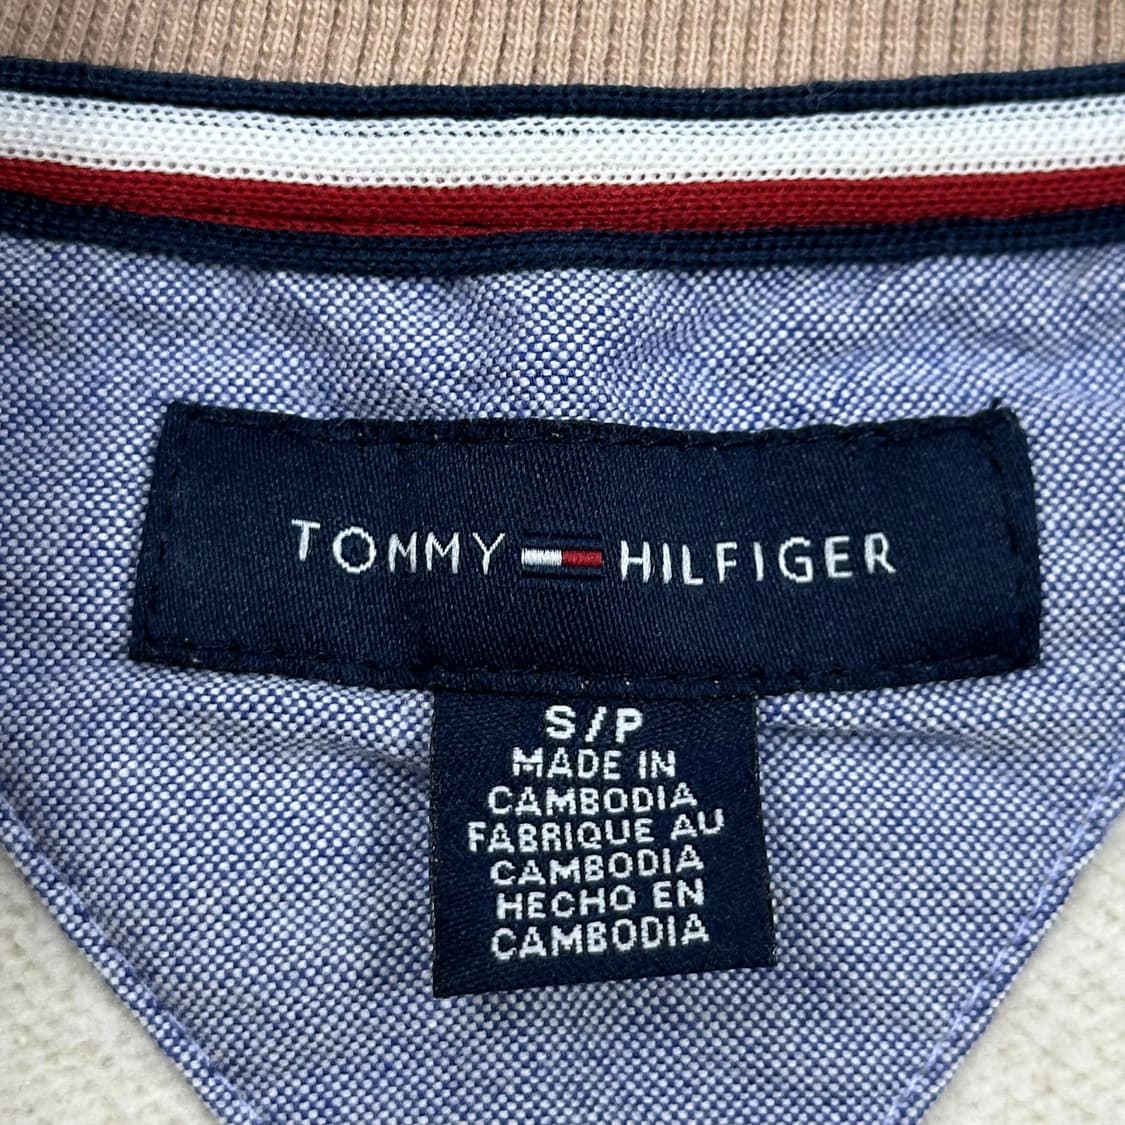 TOMMY HILFIGER
S/P
MADE IN
CAMBODIA
FABRIQUE AU
CAMBODIA
HECHO EN
CAMBODIA